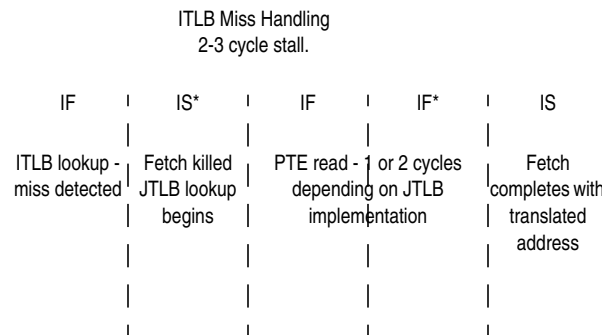 ITLB Miss Handling
2-3 cycle stall.
IF IS* IF IF* IS
ITLB lookup -
miss detected
Fetch killed
JTLB lookup
begins
PTE read - 1 or 2 cycles
depending on JTLB
implementation
Fetch
completes with
translated
address